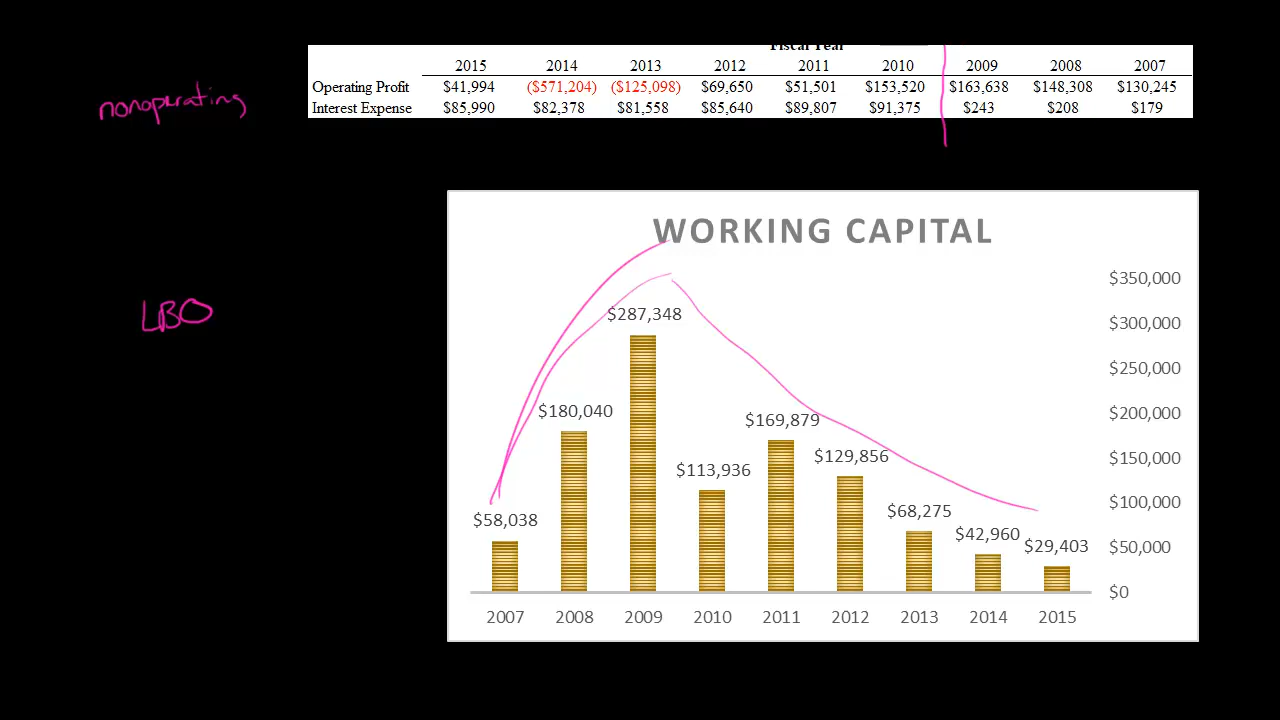 Fiscal Year
2015 2014 2013 2012 2011 2010 2009 2008 2007
Operating Profit $41,994 ($571,204) ($125,098) $69,650 $51,501 $153,520 $163,638 $148,308 $130,245
Interest Expense $85,990 $82,378 $81,558 $85,640 $89,807 $91,375 $243 $208 $179
nonoperating
WORKING CAPITAL
LBO
$350,000
$300,000
$250,000
$200,000
$150,000
$100,000
$50,000
$0
$58,038
$180,040
$287,348
$113,936
$169,879
$129,856
$68,275
$42,960
$29,403
2007 2008 2009 2010 2011 2012 2013 2014 2015